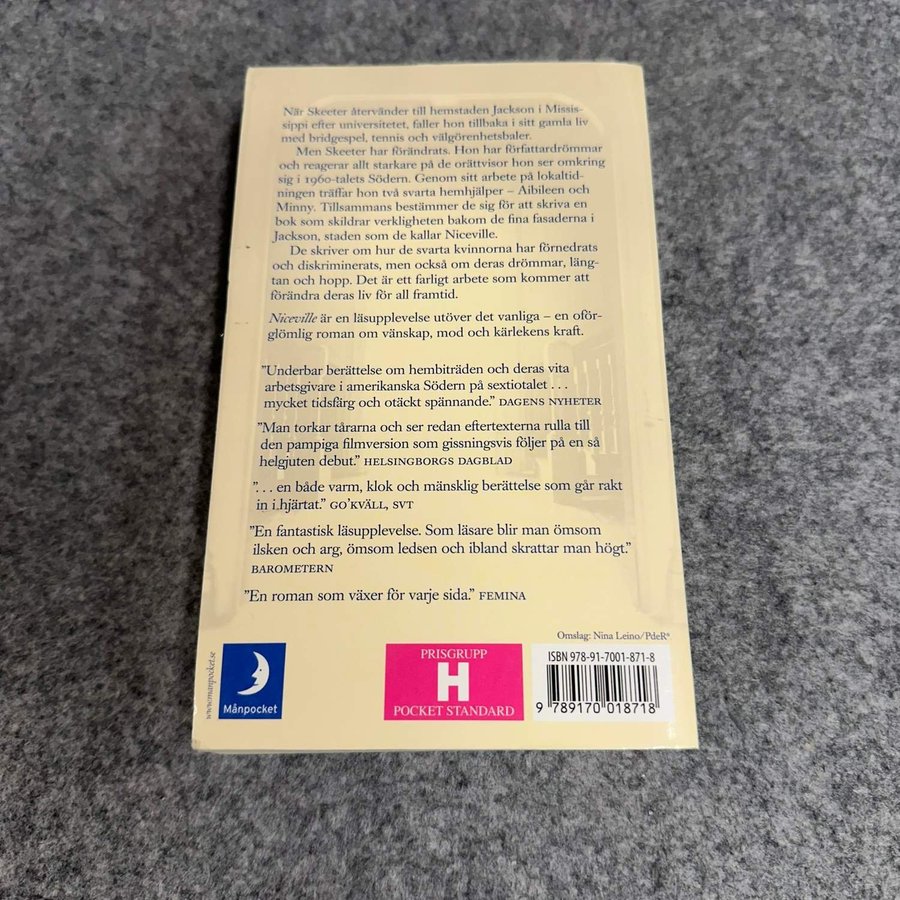 När Skeeter återvänder till hemstaden Jackson i Missis-
sippi efter universitetet, faller hon tillbaka i sitt gamla liv
med bridgespel, tennis och välgörenhetsbaler.
Men Skeeter har förändrats. Hon har författardrömmar
och reagerar allt starkare på de orättvisor hon ser omkring
sig i 1960-talets Södern. Genom sitt arbete på lokaltid-
ningen träffar hon två svarta hemhjälper – Aibileen och
Minny. Tillsammans bestämmer de sig för att skriva en
bok som skildrar verkligheten bakom de fina fasaderna i
Jackson, staden som de kallar Niceville.
De skriver om hur de svarta kvinnorna har förnedrats
och diskriminerats, men också om deras drömmar, läng-
tan och hopp. Det är ett farligt arbete som kommer att
förändra deras liv för all framtid.
Niceville är en läsupplevelse utöver det vanliga – en oför-
glömlig roman om vänskap, mod och kärlekens kraft.
”Underbar berättelse om hembiträden och deras vita
arbetsgivare i amerikanska Södern på sextiotalet . . .
mycket tidsfärg och otäckt spännande.” DAGENS NYHETER
”Man torkar tårarna och ser redan eftertexterna rulla till
den pampiga filmversion som gissningsvis följer på en så
helgjuten debut.” HELSINGBORGS DAGBLAD
”. . . en både varm, klok och mänsklig berättelse som går rakt
in i hjärtat.” GO’KVÄLL, SVT
”En fantastisk läsupplevelse. Som läsare blir man ömsom
ilsken och arg, ömsom ledsen och ibland skrattar man högt.”
BAROMETERN
”En roman som växer för varje sida.” FEMINA
Omslag: Nina Leino/PdeR®
www.manpocket.se
Månpocket
PRISGRUPP
H
POCKET STANDARD
ISBN 978-91-7001-871-8
9 789170 018718